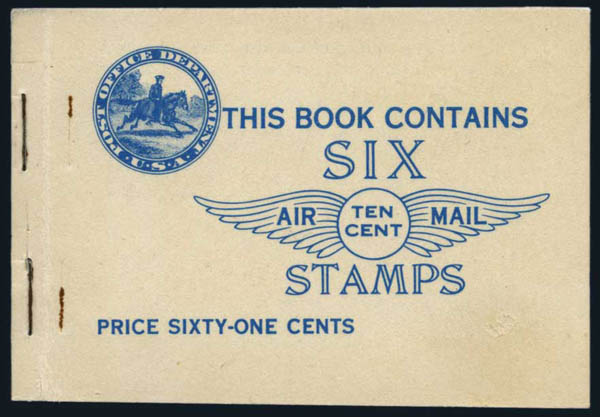 POST OFFICE DEPARTMENT
U.S.A.
THIS BOOK CONTAINS
SIX
AIR TEN CENT MAIL
STAMPS
PRICE SIXTY-ONE CENTS